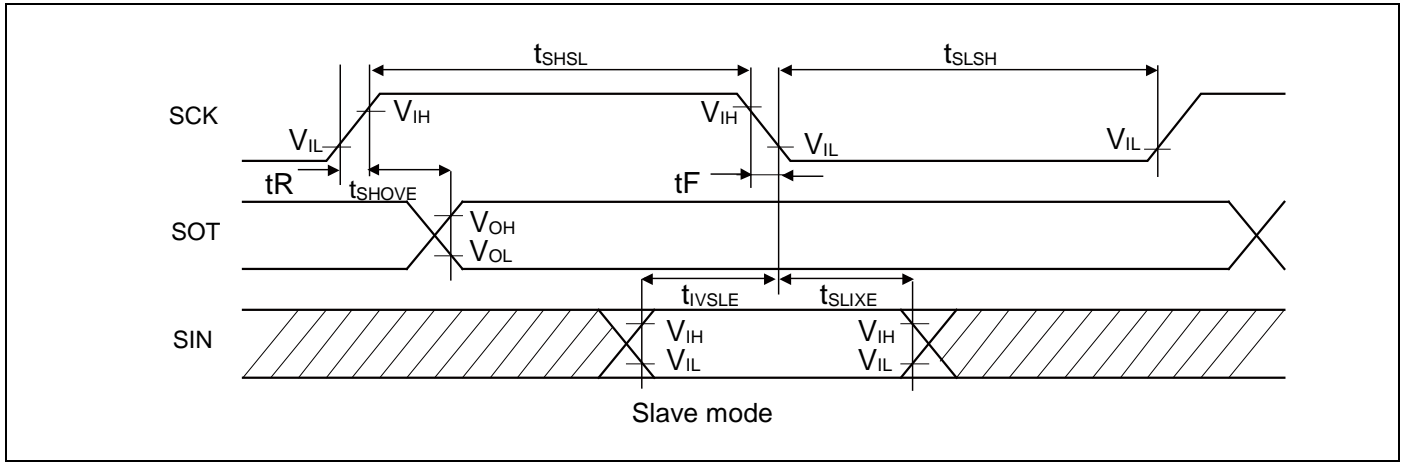 tSHSL tSLSH
SCK VIH VIH
VIL VIL VIL
tR tSHOVE tF
SOT VOH
VOL
tIVSLE tSLIXE
SIN VIH VIH
VIL VIL
Slave mode